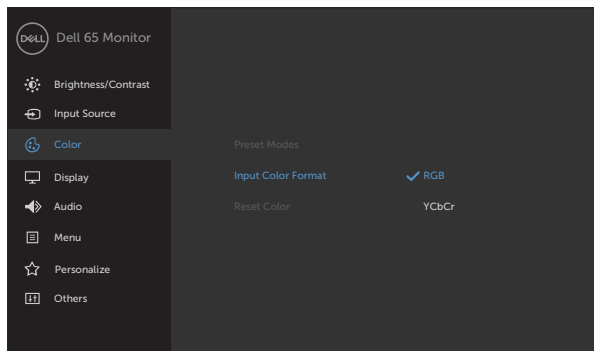 DELL Dell 65 Monitor
Brightness/Contrast
Input Source
Color
Preset Modes
Display
Input Color Format RGB
Audio
Reset Color YCbCr
Menu
Personalize
Others